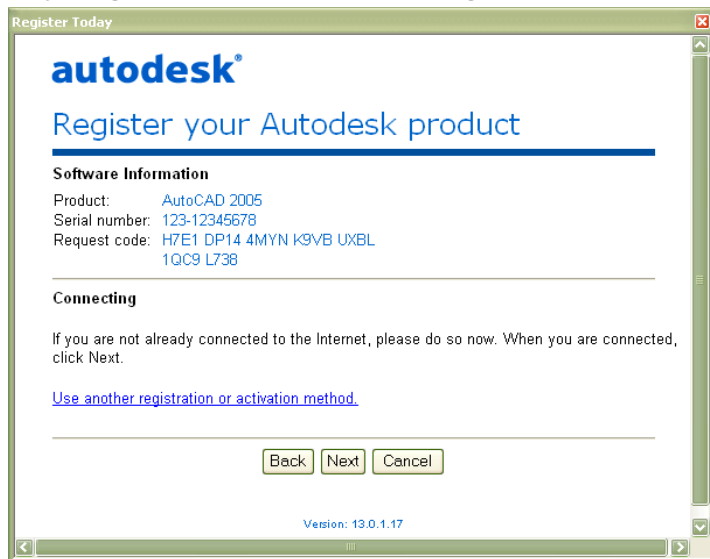 Register Today
autodesk®
Register your Autodesk product
Software Information
Product: AutoCAD 2005
Serial number: 123-12345678
Request code: H7E1 DP14 4MYN K9VB UXBL
1QC9 L738
Connecting
If you are not already connected to the Internet, please do so now. When you are connected,
click Next.
Use another registration or activation method.
Back Next Cancel
Version: 13.0.1.17